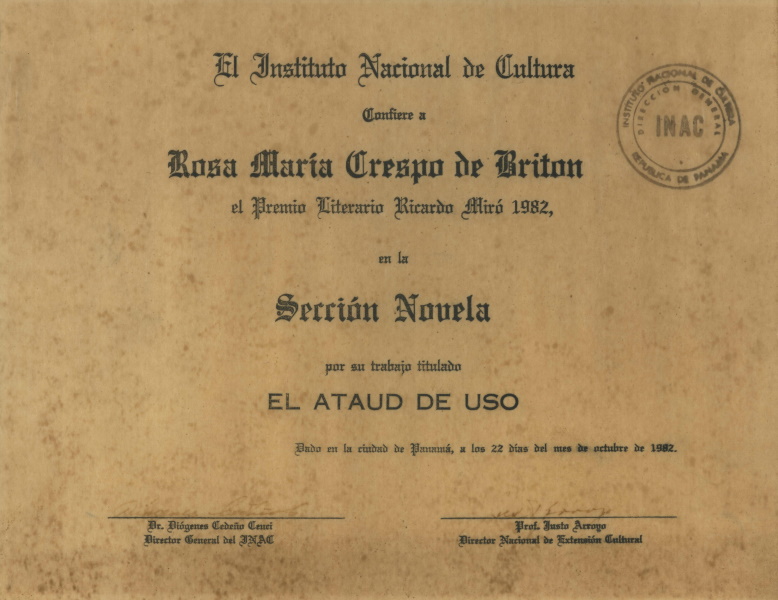 El Instituto Nacional de Cultura
Confiere a
Rosa María Crespo de Briton
el Premio Literario Ricardo Miró 1982,
en la
Sección Novela
por su trabajo titulado
EL ATAUD DE USO
Dado en la ciudad de Panamá, a los 22 días del mes de octubre de 1982.
Dr. Diógenes Cedeño Cenci
Director General del INAC
Prof. Justo Arroyo
Director Nacional de Extensión Cultural
INSTITUTO NACIONAL DE CULTURA
DIRECCION GENERAL
INAC
REPUBLICA DE PANAMA